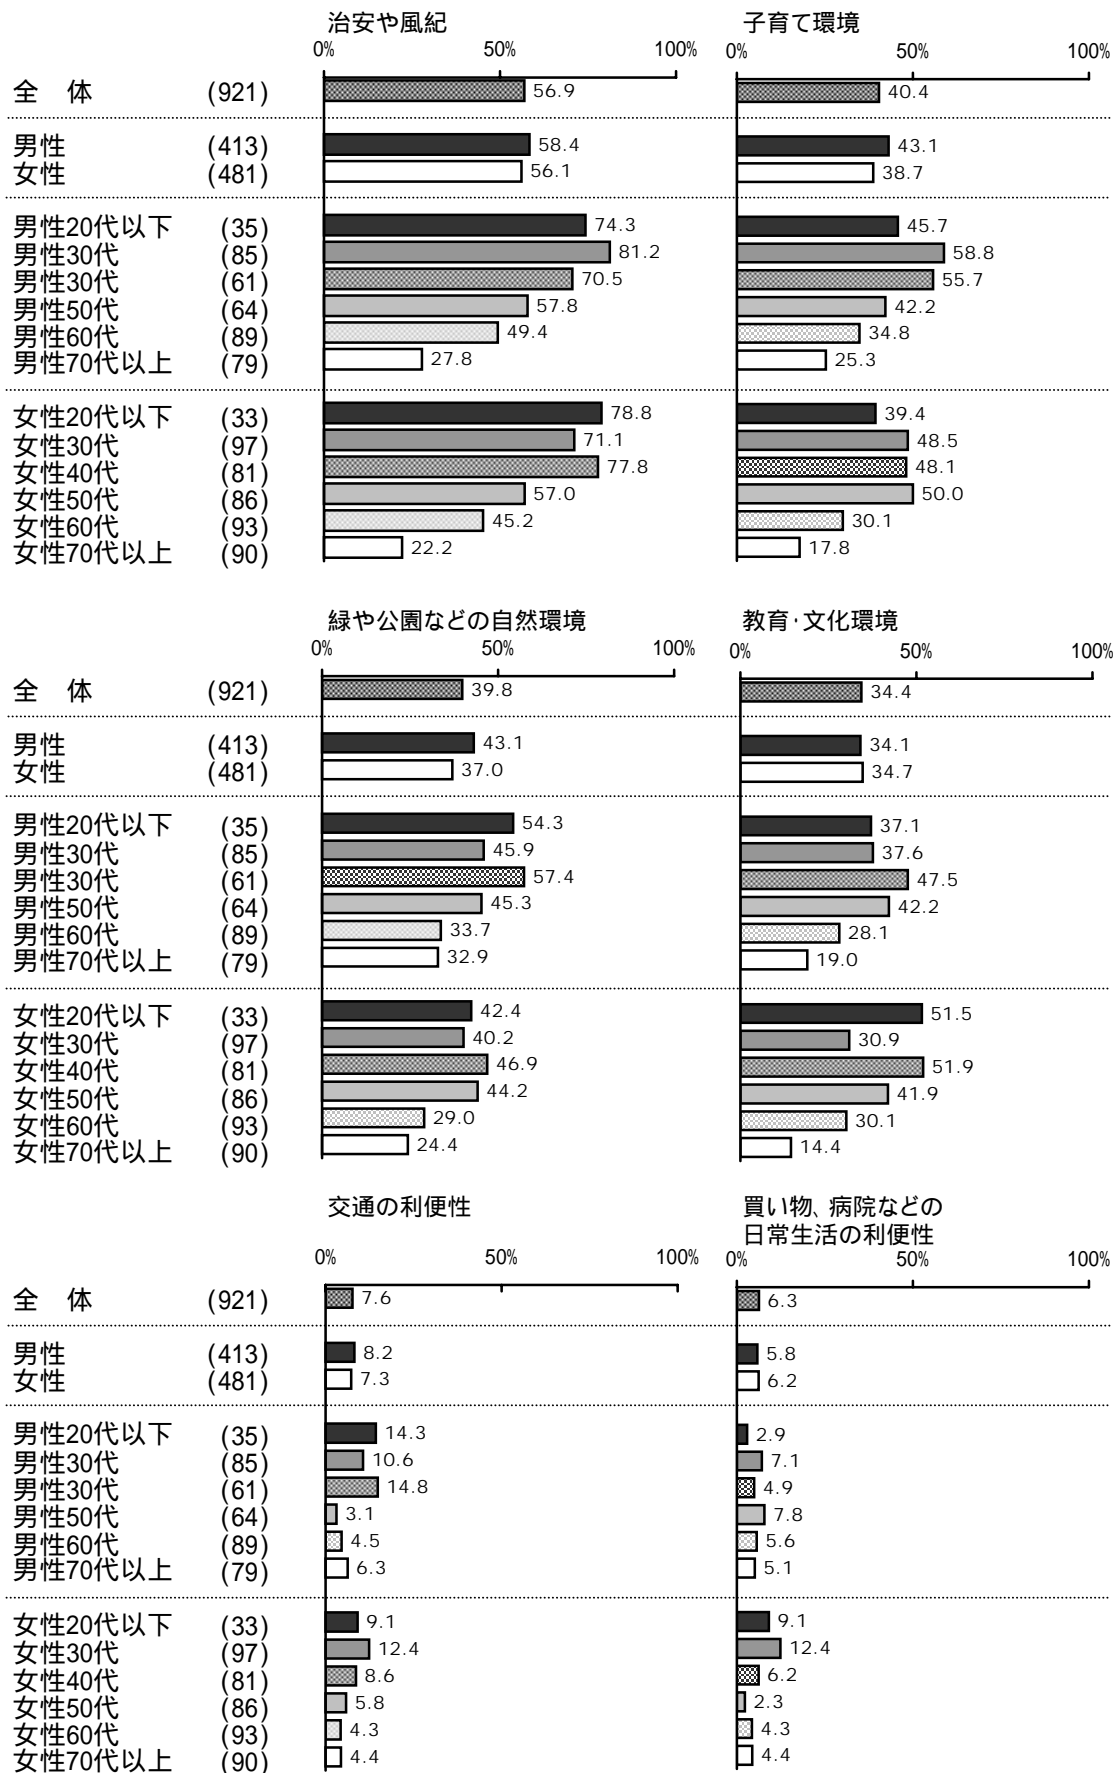 治安や風紀 子育て環境
0% 50% 100% 0% 50% 100%
全 体 (921) 56.9 40.4
男性 (413) 58.4 43.1
女性 (481) 56.1 38.7
男性20代以下 (35) 74.3 45.7
男性30代 (85) 81.2 58.8
男性30代 (61) 70.5 55.7
男性50代 (64) 57.8 42.2
男性60代 (89) 49.4 34.8
男性70代以上 (79) 27.8 25.3
女性20代以下 (33) 78.8 39.4
女性30代 (97) 71.1 48.5
女性40代 (81) 77.8 48.1
女性50代 (86) 57.0 50.0
女性60代 (93) 45.2 30.1
女性70代以上 (90) 22.2 17.8
緑や公園などの自然環境 教育・文化環境
0% 50% 100% 0% 50% 100%
全 体 (921) 39.8 34.4
男性 (413) 43.1 34.1
女性 (481) 37.0 34.7
男性20代以下 (35) 54.3 37.1
男性30代 (85) 45.9 37.6
男性30代 (61) 57.4 47.5
男性50代 (64) 45.3 42.2
男性60代 (89) 33.7 28.1
男性70代以上 (79) 32.9 19.0
女性20代以下 (33) 42.4 51.5
女性30代 (97) 40.2 30.9
女性40代 (81) 46.9 51.9
女性50代 (86) 44.2 41.9
女性60代 (93) 29.0 30.1
女性70代以上 (90) 24.4 14.4
交通の利便性 買い物、病院などの
日常生活の利便性
0% 50% 100% 0% 50% 100%
全 体 (921) 7.6 6.3
男性 (413) 8.2 5.8
女性 (481) 7.3 6.2
男性20代以下 (35) 14.3 2.9
男性30代 (85) 10.6 7.1
男性30代 (61) 14.8 4.9
男性50代 (64) 3.1 7.8
男性60代 (89) 4.5 5.6
男性70代以上 (79) 6.3 5.1
女性20代以下 (33) 9.1 9.1
女性30代 (97) 12.4 12.4
女性40代 (81) 8.6 6.2
女性50代 (86) 5.8 2.3
女性60代 (93) 4.3 4.3
女性70代以上 (90) 4.4 4.4